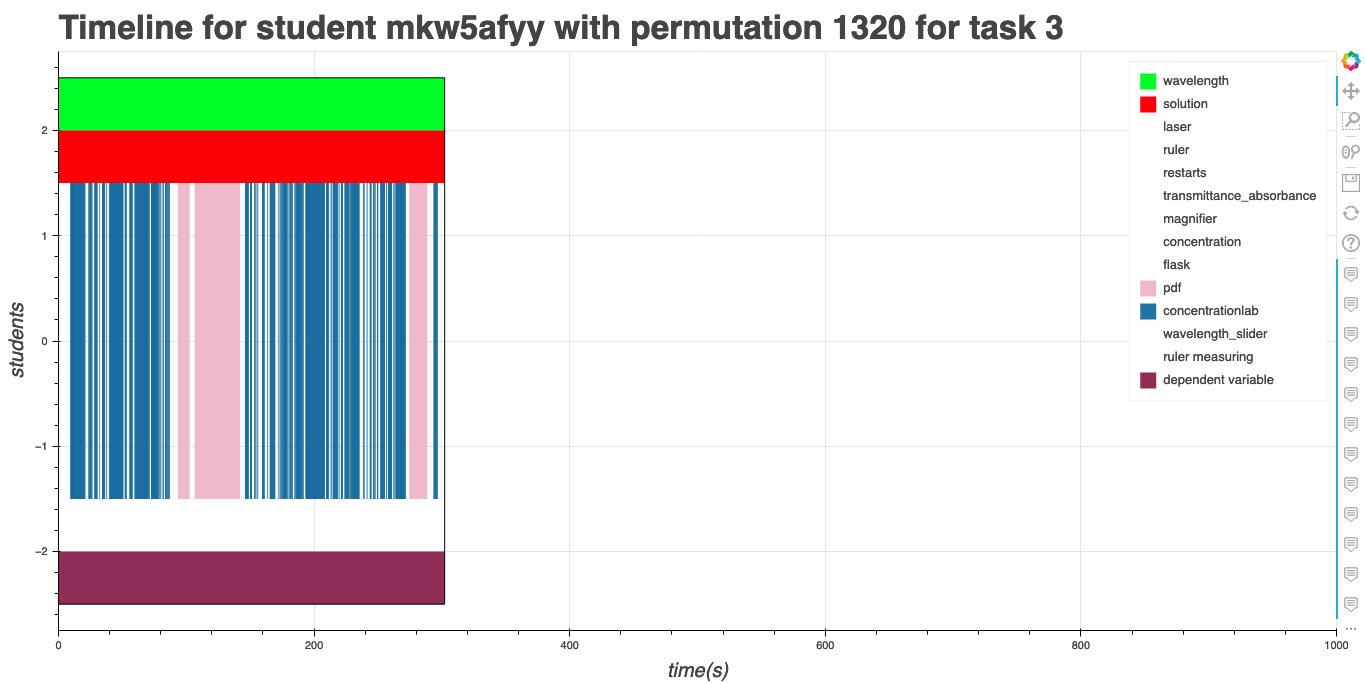 Timeline for student mkw5afyy with permutation 1320 for task 3
wavelength
solution
laser
ruler
restarts
transmittance_absorbance
magnifier
concentration
flask
pdf
concentrationlab
wavelength_slider
ruler measuring
dependent variable
2
1
0
−1
−2
students
0 200 400 600 800 1000
time(s)